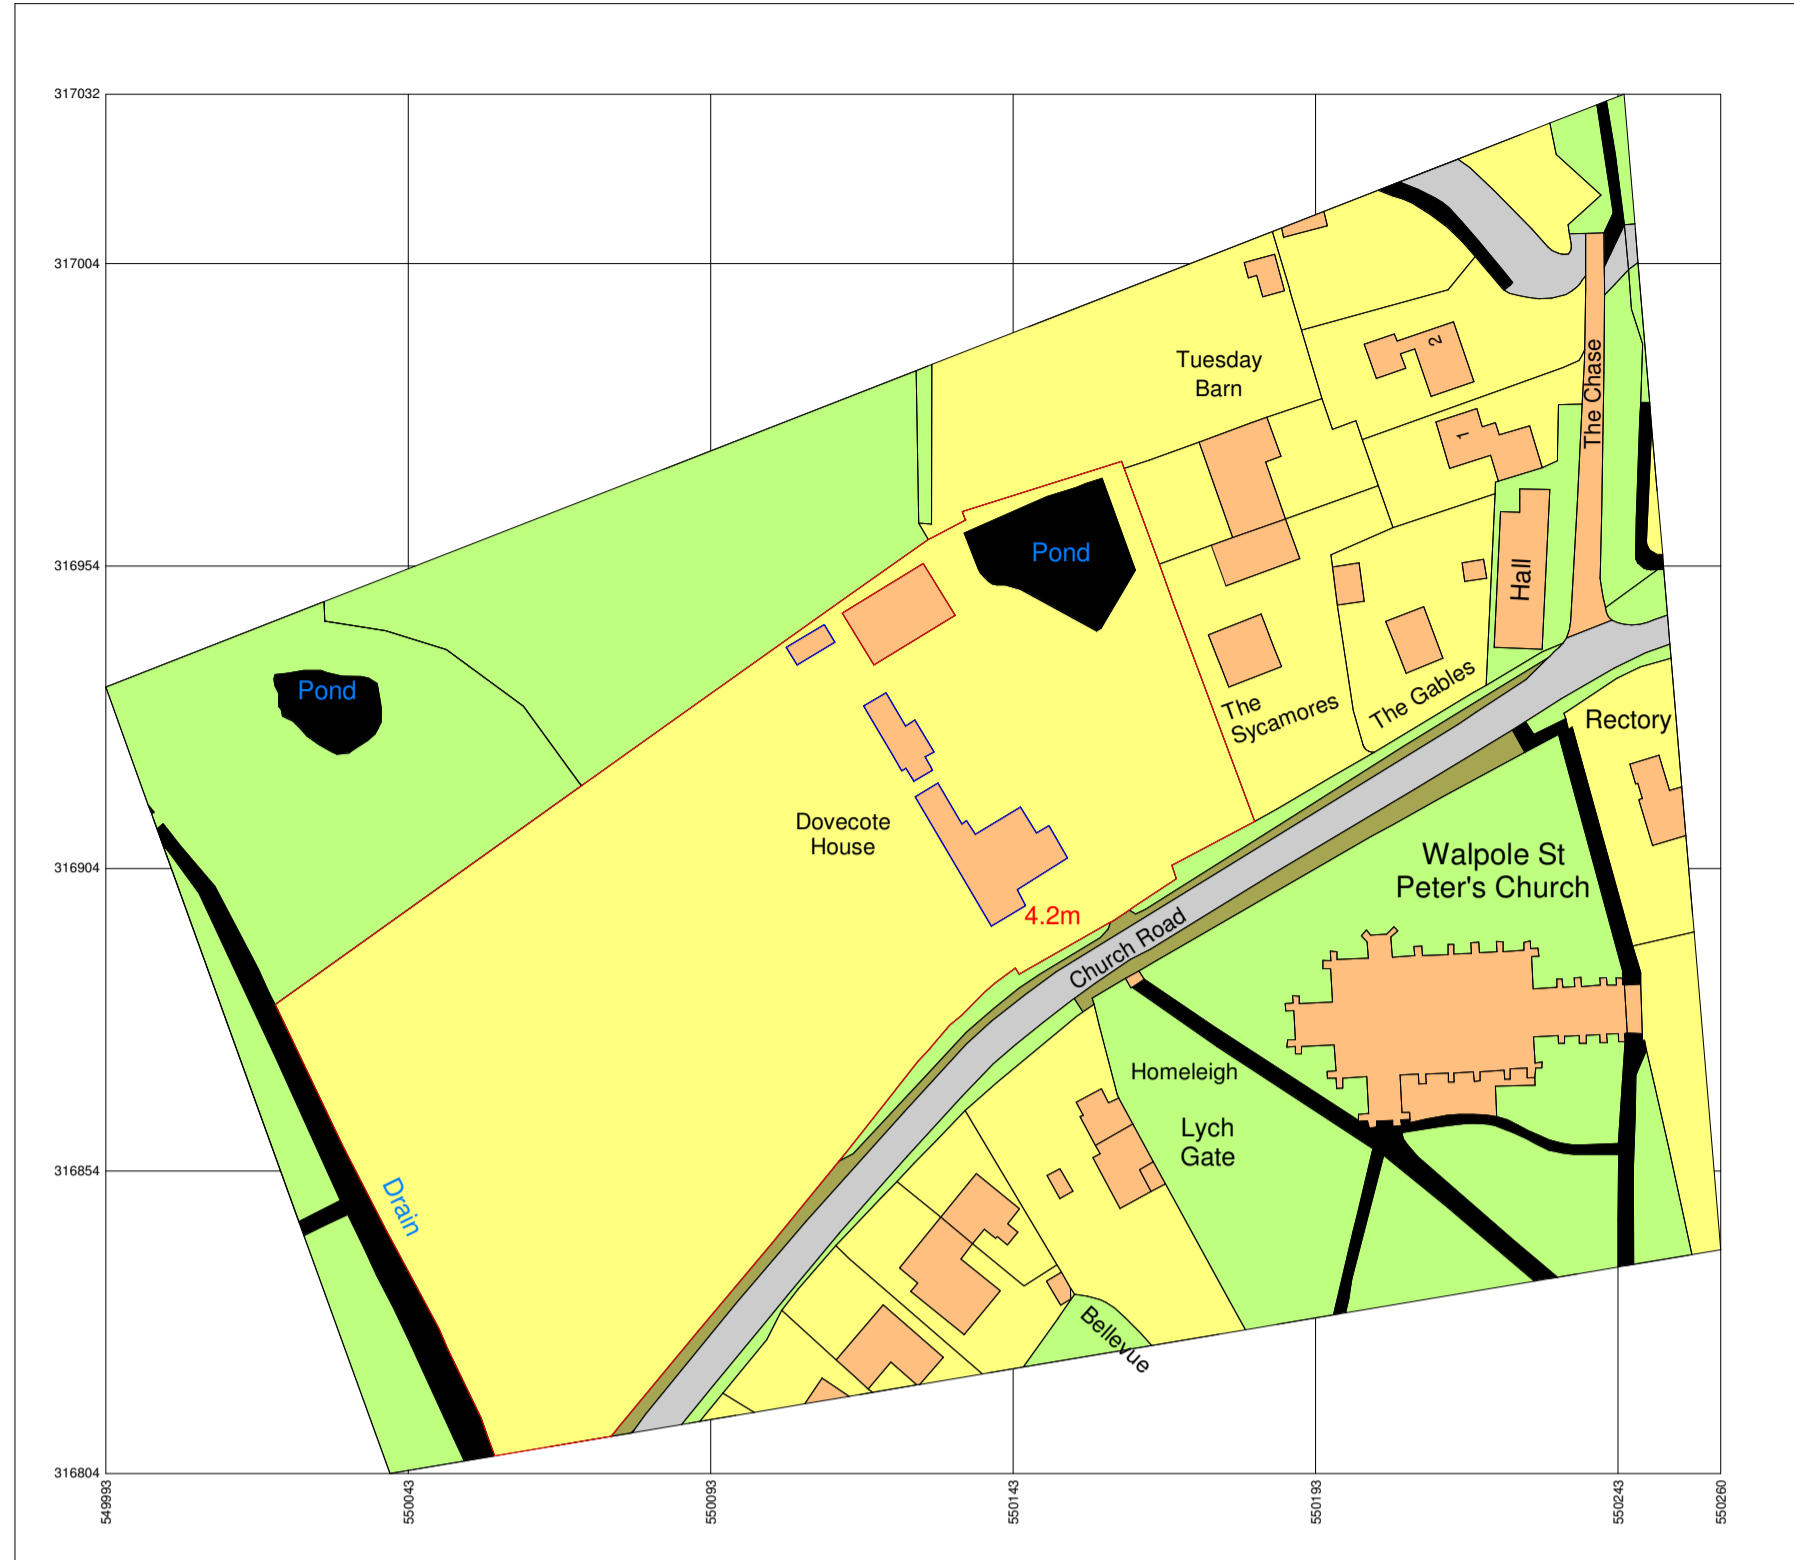 317032
317004
316954
316904
316854
316804
549993
550043
550093
550143
550193
550243
550260
Tuesday
Barn
2
1
The Chase
Hall
Pond
Pond
The
Sycamores
The Gables
Rectory
Dovecote
House
4.2m
Church Road
Walpole St
Peter's Church
Homeleigh
Lych
Gate
Drain
Bellevue